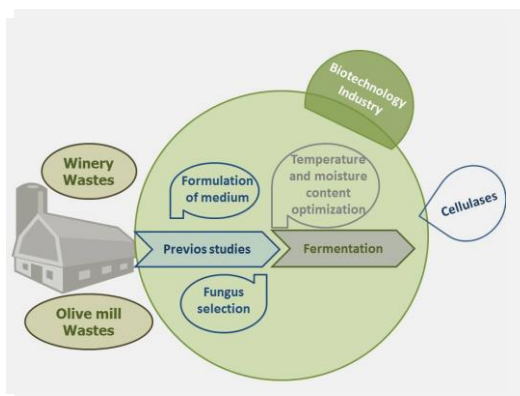 Biotechnology
Industry
Winery
Wastes
Formulation
of medium
Temperature
and moisture
content
optimization
Cellulases
Previos studies
Fermentation
Fungus
selection
Olive mill
Wastes